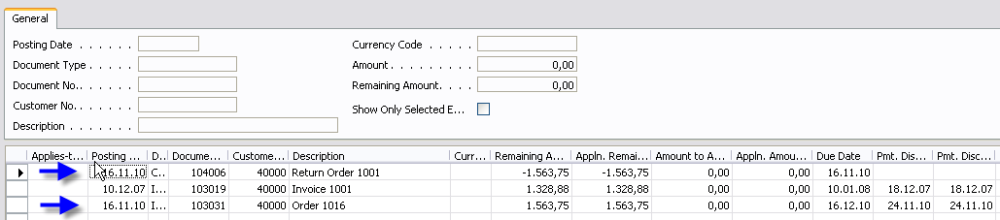 General
Posting Date . . . . . . Currency Code . . . . .
Document Type . . . . . Amount . . . . . . . . . 0,00
Document No.. . . . . . Remaining Amount. . . . 0,00
Customer No. . . . . . . Show Only Selected E...
Description . . . . . . .
Applies-t... Posting ... D... Docume... Custome... Description Curr... Remaining A... Appln. Remai... Amount to A... Appln. Amou... Due Date Pmt. Dis... Pmt. Disc...
16.11.10 C.. 104006 40000 Return Order 1001 -1.563,75 -1.563,75 0,00 0,00 16.11.10
10.12.07 I... 103019 40000 Invoice 1001 1.328,88 1.328,88 0,00 0,00 10.01.08 18.12.07 18.12.07
16.11.10 I... 103031 40000 Order 1016 1.563,75 1.563,75 0,00 0,00 16.12.10 24.11.10 24.11.10